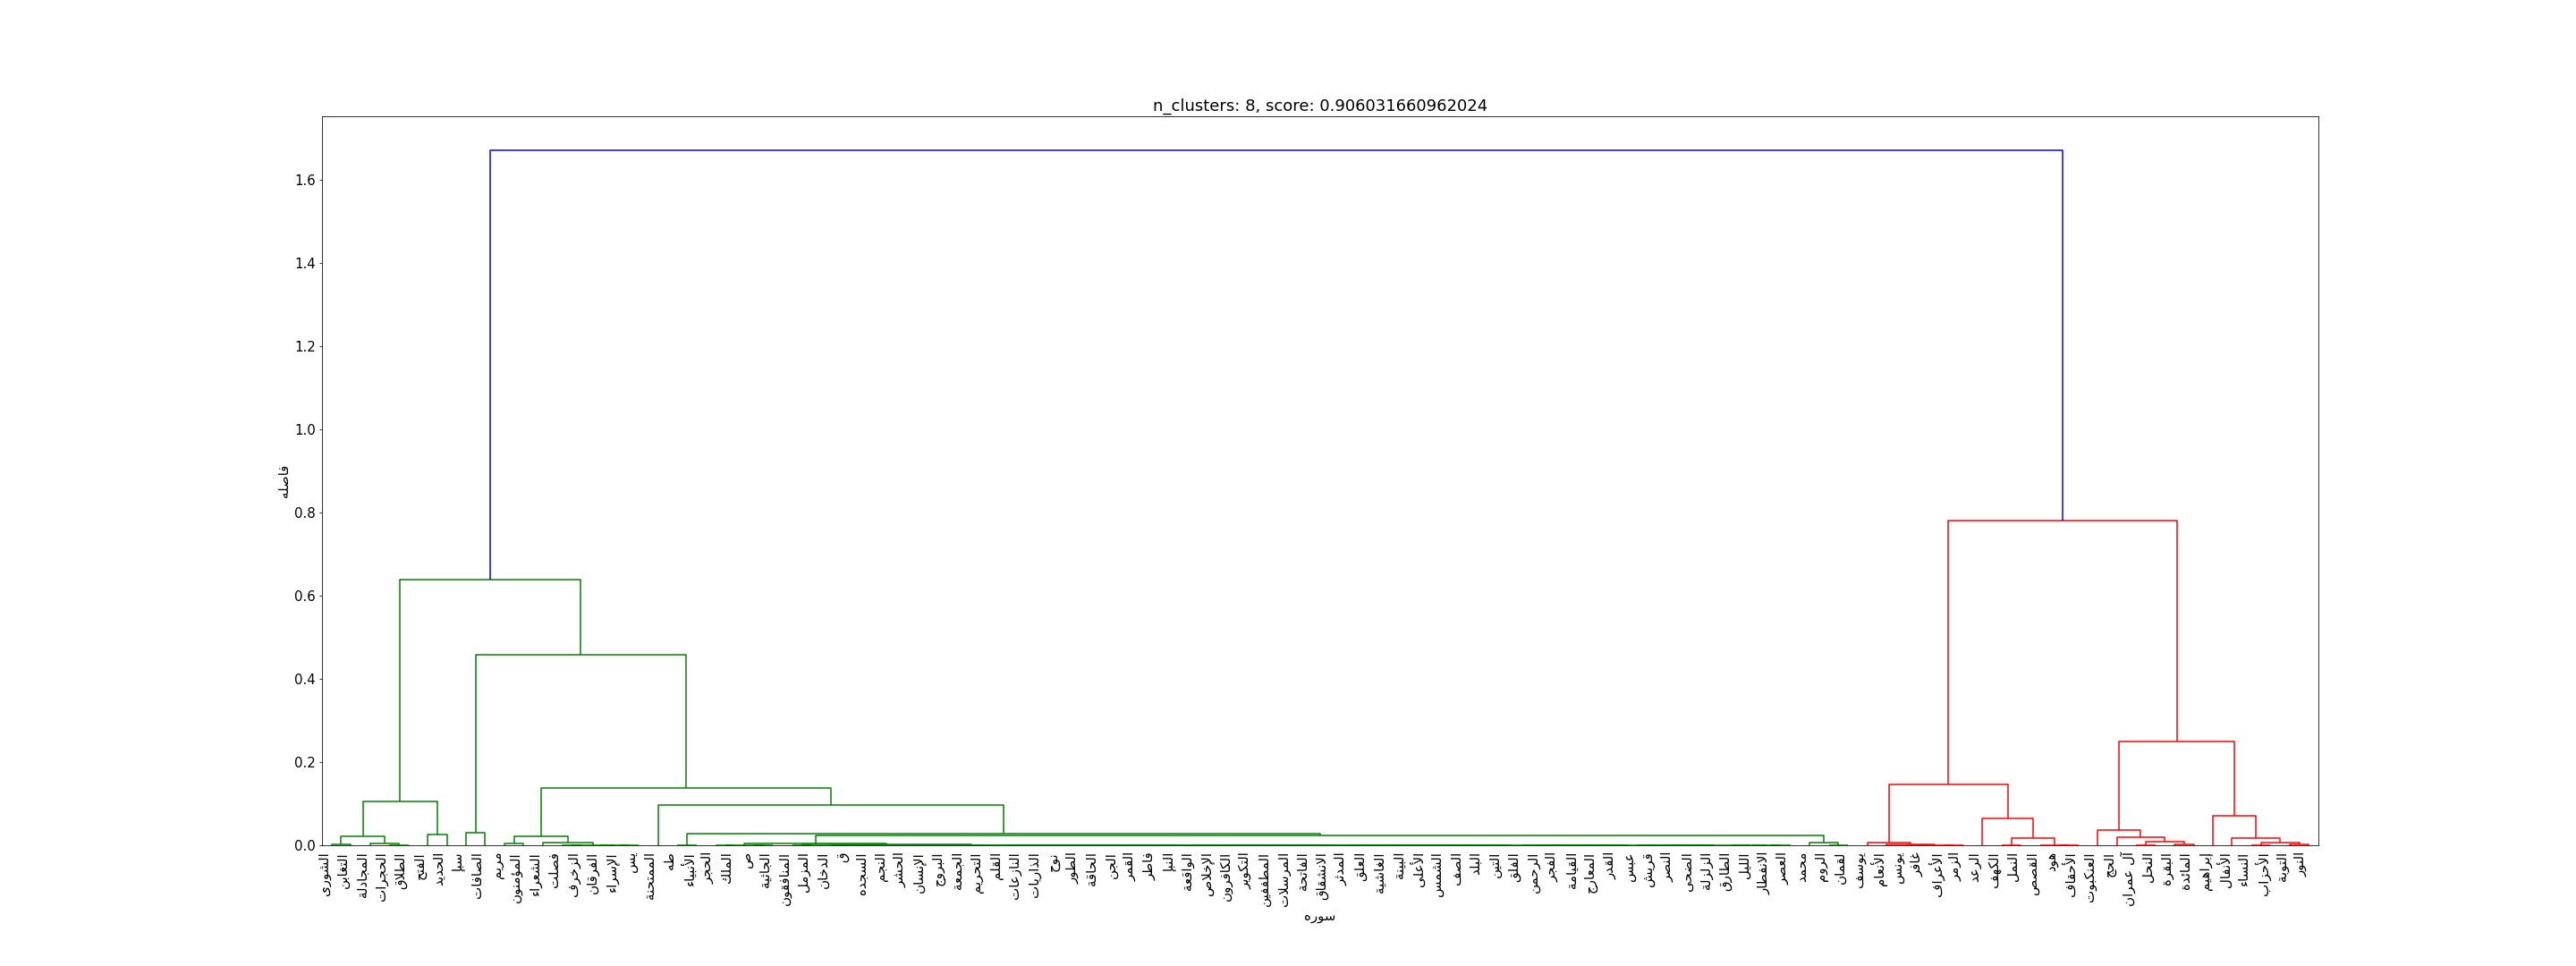 n_clusters: 8, score: 0.906031660962024
1.6
1.4
1.2
1.0
0.8
0.6
0.4
0.2
0.0
فاصله
الشورى
التغابن
المجادلة
الحجرات
الطلاق
الفتح
الحديد
سبإ
الصافات
مريم
المؤمنون
الشعراء
فصلت
الزخرف
الفرقان
الإسراء
يس
الممتحنة
طه
الأنبياء
الحجر
الملك
ص
الجاثية
المنافقون
المزمل
الدخان
ق
السجده
النجم
الحشر
الإنسان
البروج
الجمعة
التحريم
القلم
النازعات
الذاريات
نوح
الطور
الحاقة
الجن
القمر
فاطر
النبإ
الواقعة
الإخلاص
الكافرون
التكوير
المطففين
المرسلات
الفاتحة
الانشقاق
المدثر
العلق
الغاشية
البينة
الأعلى
الشمس
الصف
البلد
التين
الفلق
الرحمن
الفجر
القيامة
المعارج
القدر
عبس
قريش
النصر
الضحى
الزلزلة
الطارق
الليل
الانفطار
العصر
محمد
الروم
لقمان
يوسف
الأنعام
يونس
غافر
الأعراف
الزمر
الرعد
الكهف
النمل
القصص
هود
الأحقاف
العنكبوت
الحج
آل عمران
النحل
البقرة
المائدة
إبراهيم
الأنفال
النساء
الأحزاب
التوبة
النور
سوره